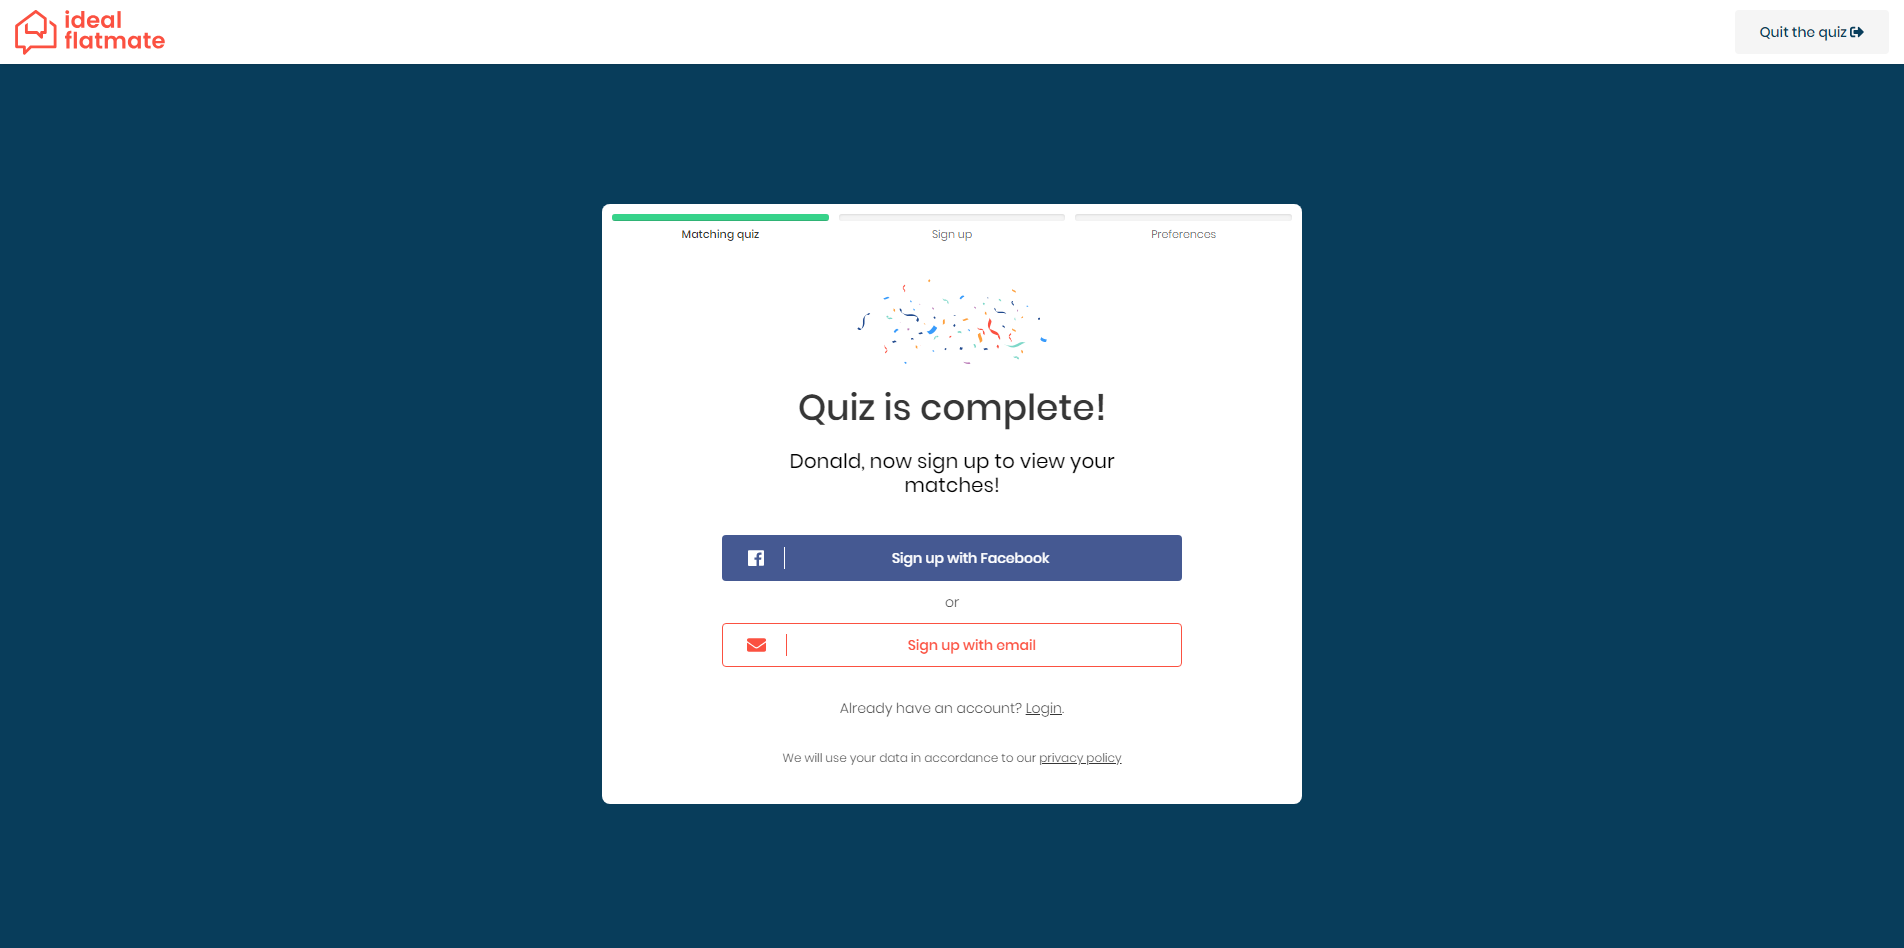 ideal
flatmate
Quit the quiz
Matching quiz
Sign up
Preferences
Quiz is complete!
Donald, now sign up to view your
matches!
Sign up with Facebook
or
Sign up with email
Already have an account? Login.
We will use your data in accordance to our privacy policy